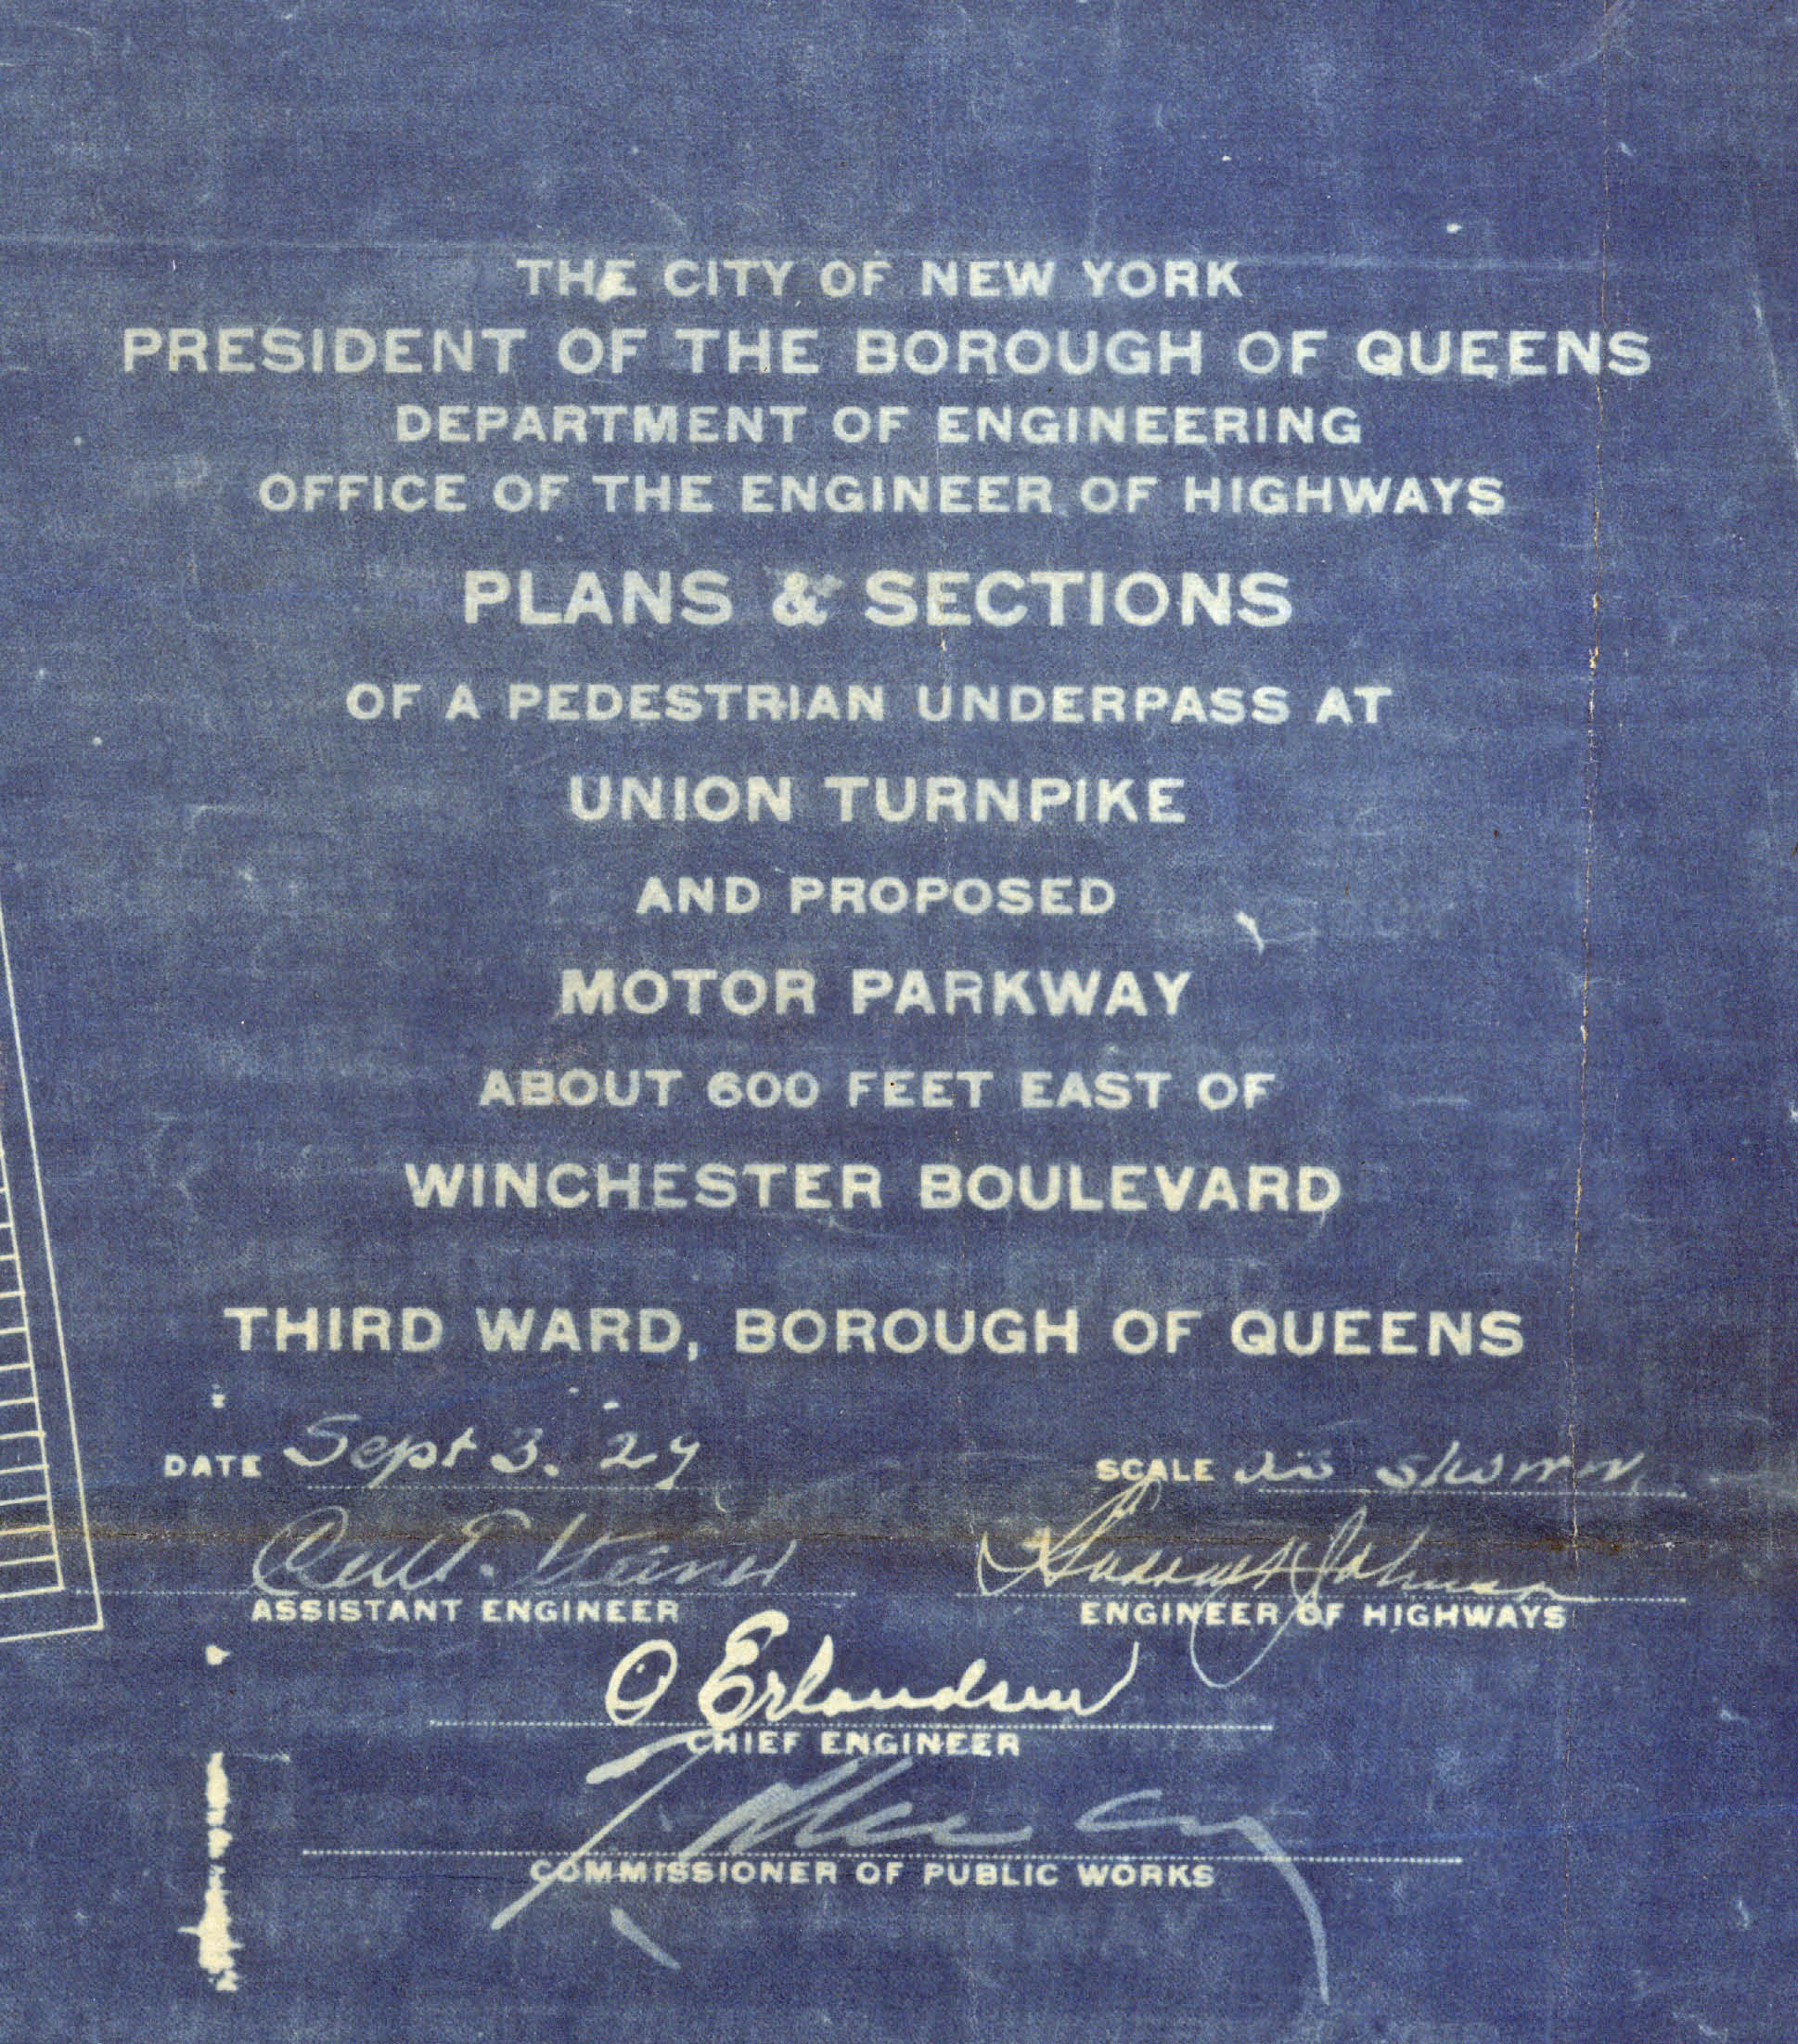 THE CITY OF NEW YORK
PRESIDENT OF THE BOROUGH OF QUEENS
DEPARTMENT OF ENGINEERING
OFFICE OF THE ENGINEER OF HIGHWAYS
PLANS & SECTIONS
OF A PEDESTRIAN UNDERPASS AT
UNION TURNPIKE
AND PROPOSED
MOTOR PARKWAY
ABOUT 600 FEET EAST OF
WINCHESTER BOULEVARD
THIRD WARD, BOROUGH OF QUEENS
DATE Sept 3. 27 SCALE as shown
Johnson
ASSISTANT ENGINEER ENGINEER OF HIGHWAYS
O Erlandsen
CHIEF ENGINEER
COMMISSIONER OF PUBLIC WORKS